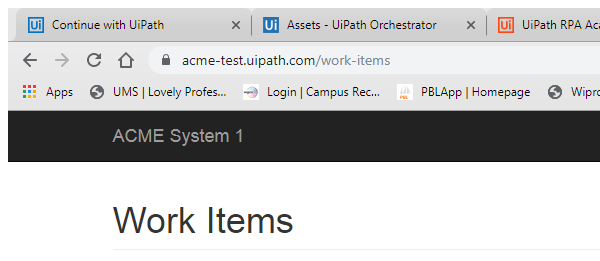 Ui Continue with UiPath Ui Assets - UiPath Orchestrator Ui UiPath RPA Aca
acme-test.uipath.com/work-items
Apps UMS | Lovely Profes... Login | Campus Rec... PBL PBLApp | Homepage Wipro
ACME System 1
Work Items